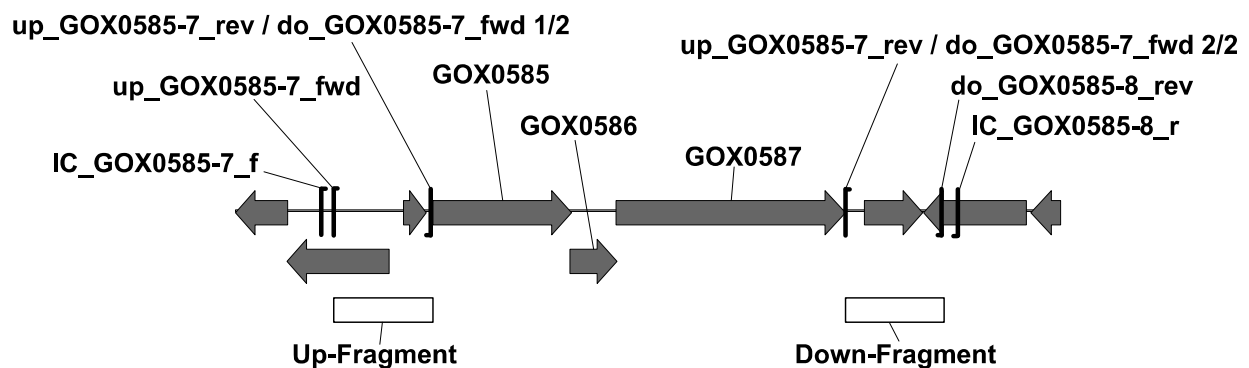 up_GOX0585-7_rev / do_GOX0585-7_fwd 1/2
up_GOX0585-7_rev / do_GOX0585-7_fwd 2/2
GOX0585
up_GOX0585-7_fwd
do_GOX0585-8_rev
GOX0586
IC_GOX0585-8_r
IC_GOX0585-7_f
GOX0587
Up-Fragment
Down-Fragment